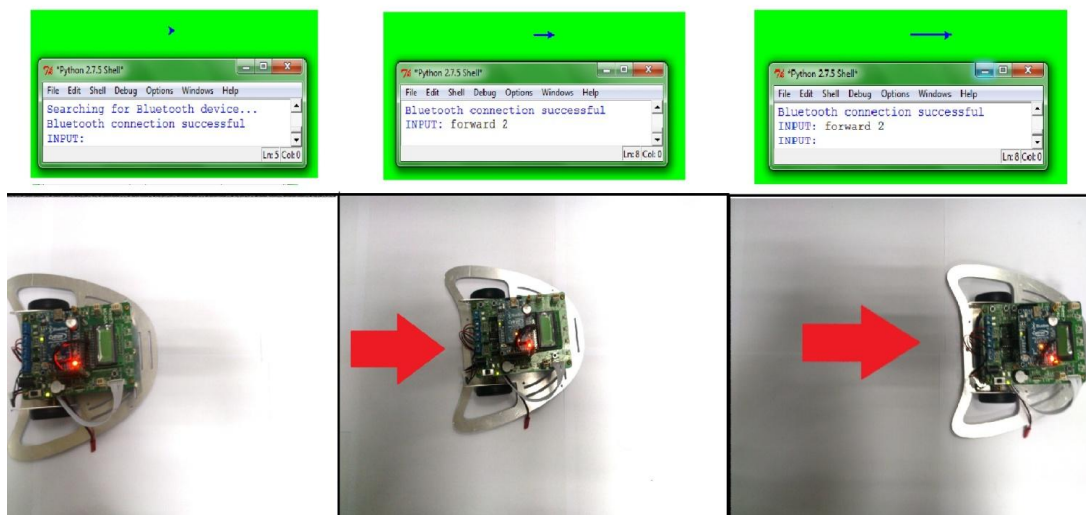 *Python 2.7.5 Shell*
File Edit Shell Debug Options Windows Help
Searching for Bluetooth device...
Bluetooth connection successful
INPUT:
Ln: 5 Col: 0
*Python 2.7.5 Shell*
File Edit Shell Debug Options Windows Help
Bluetooth connection successful
INPUT: forward 2
Ln: 8 Col: 0
*Python 2.7.5 Shell*
File Edit Shell Debug Options Windows Help
Bluetooth connection successful
INPUT: forward 2
INPUT:
Ln: 8 Col: 0